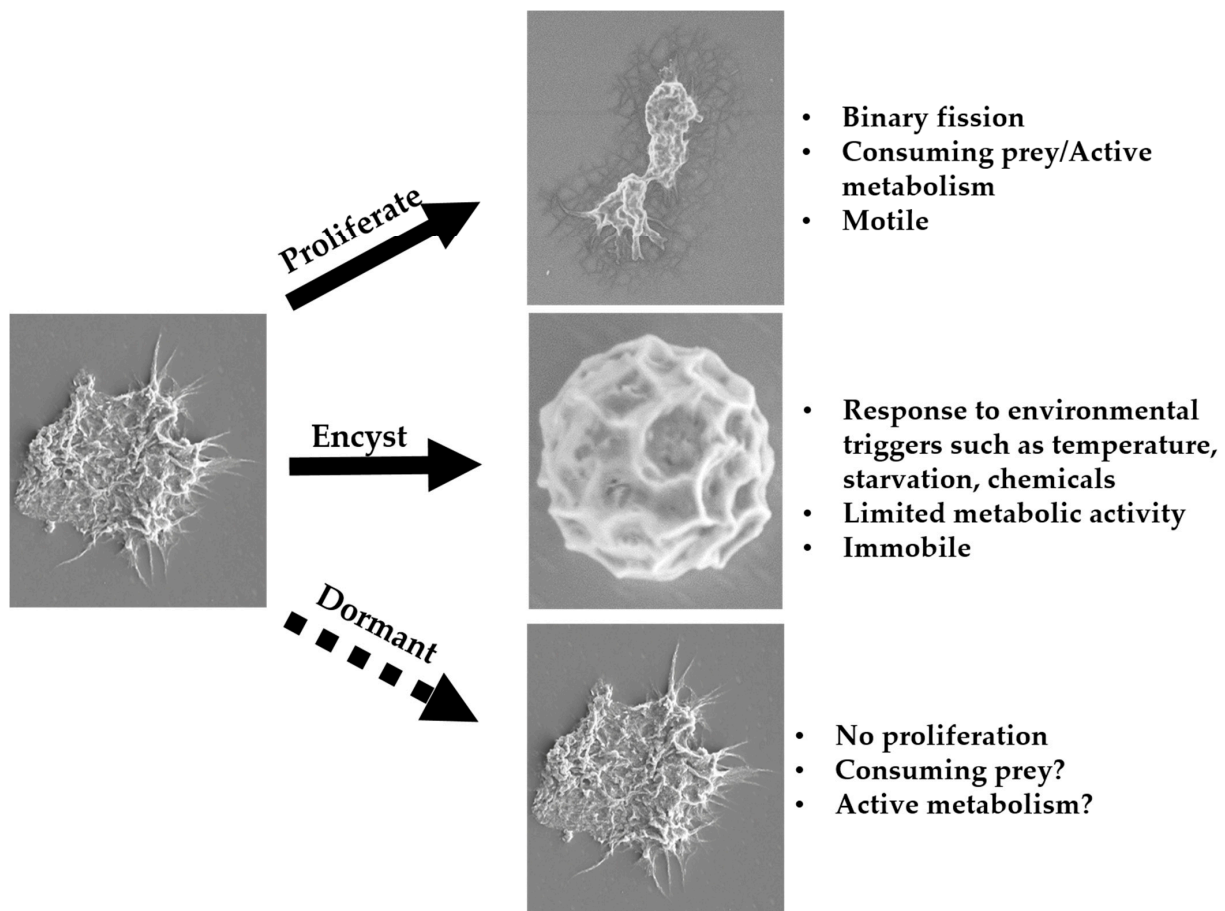 Proliferate
• Binary fission
• Consuming prey/Active
metabolism
• Motile
Encyst
• Response to environmental
triggers such as temperature,
starvation, chemicals
• Limited metabolic activity
• Immobile
Dormant
• No proliferation
• Consuming prey?
• Active metabolism?